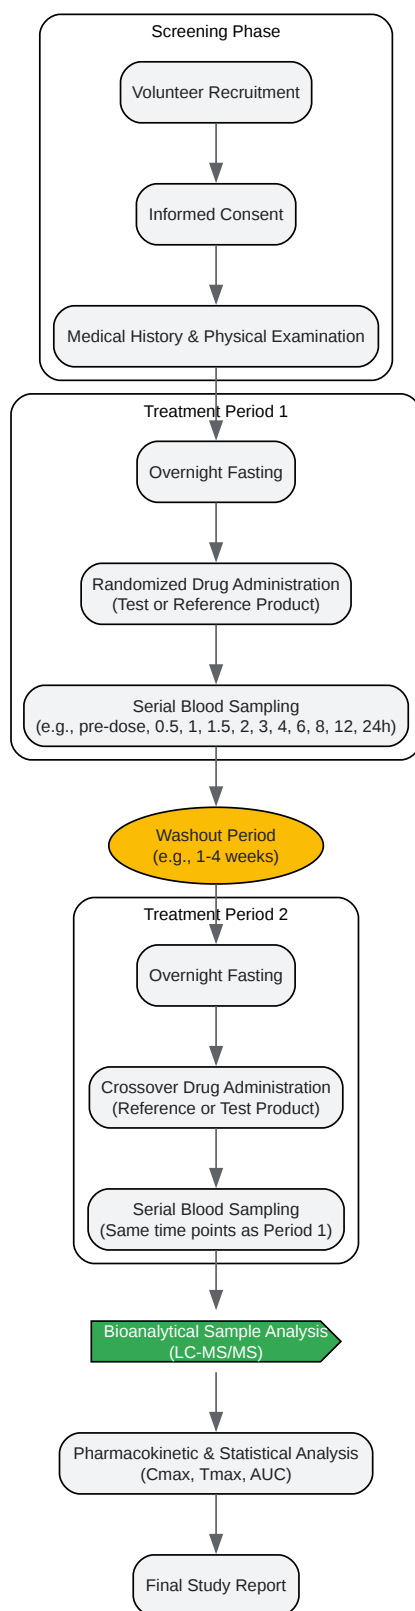 Screening Phase
Volunteer Recruitment
Informed Consent
Medical History & Physical Examination
Treatment Period 1
Overnight Fasting
Randomized Drug Administration
(Test or Reference Product)
Serial Blood Sampling
(e.g., pre-dose, 0.5, 1, 1.5, 2, 3, 4, 6, 8, 12, 24h)
Washout Period
(e.g., 1-4 weeks)
Treatment Period 2
Overnight Fasting
Crossover Drug Administration
(Reference or Test Product)
Serial Blood Sampling
(Same time points as Period 1)
Bioanalytical Sample Analysis
(LC-MS/MS)
Pharmacokinetic & Statistical Analysis
(Cmax, Tmax, AUC)
Final Study Report